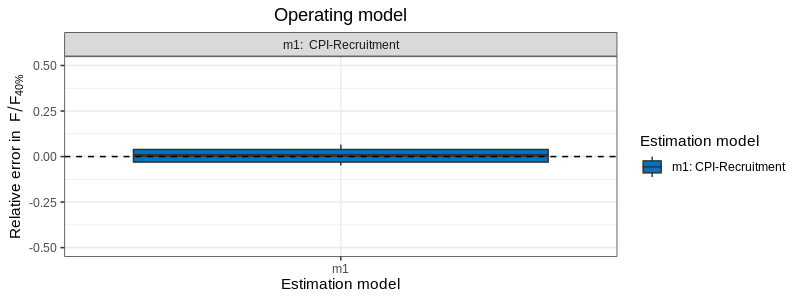 Operating model
m1: CPI-Recruitment
Relative error in F/F40%
0.50
0.25
0.00
-0.25
-0.50
m1
Estimation model
Estimation model
m1: CPI-Recruitment